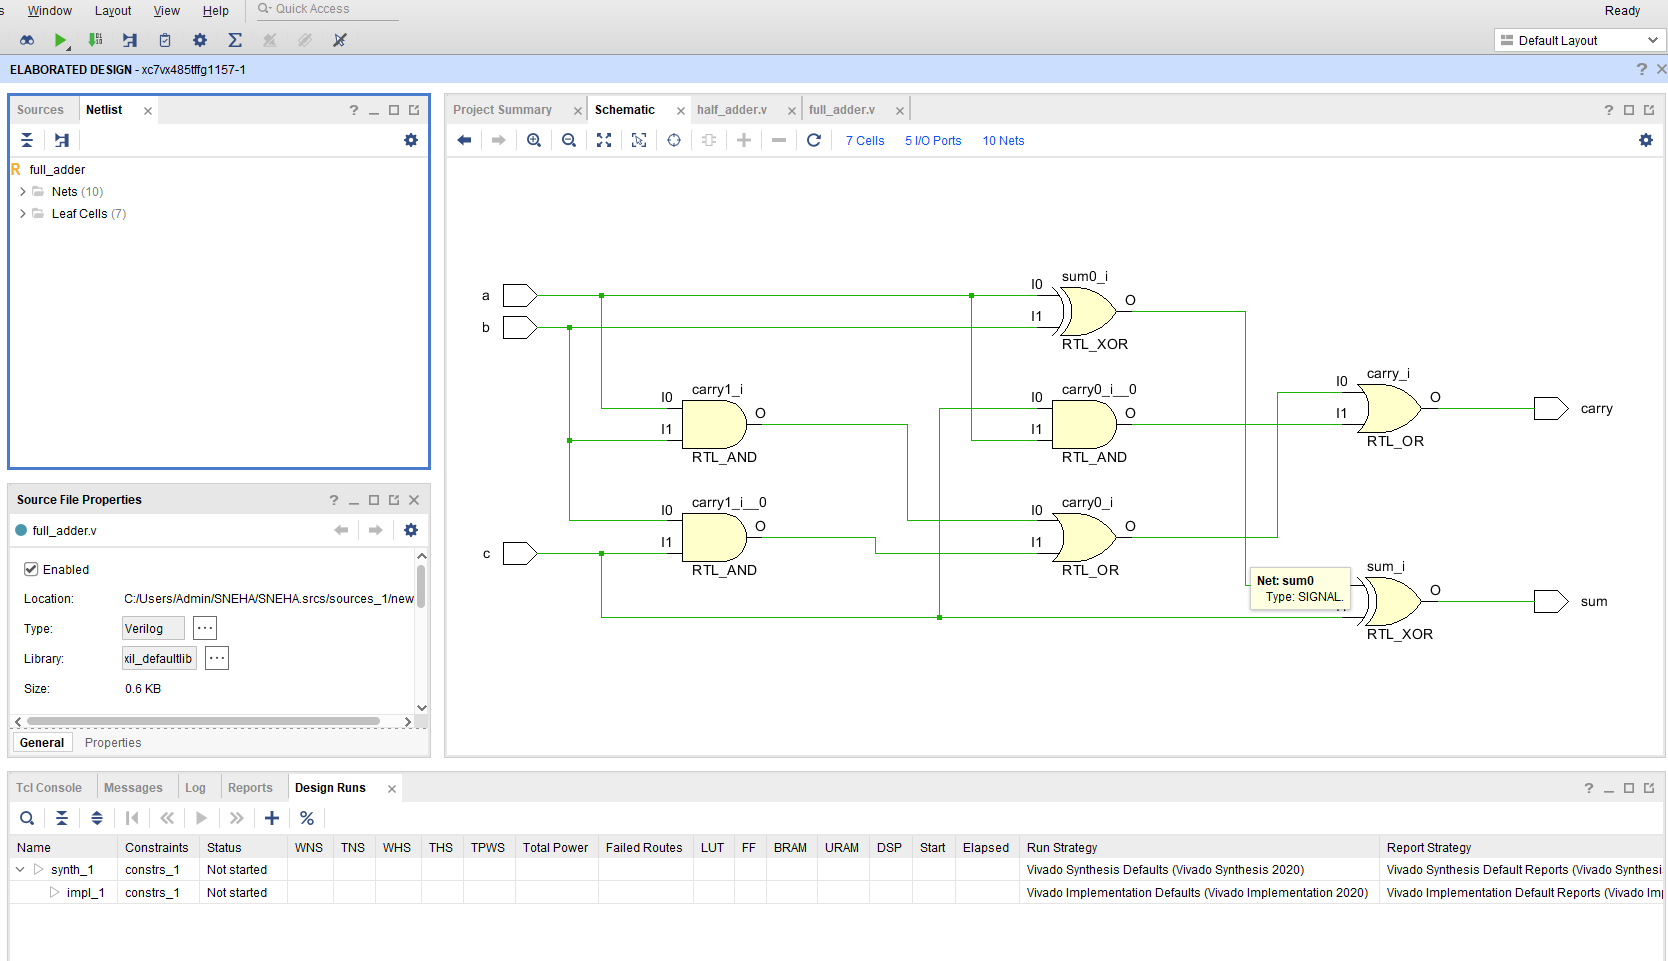 s Window Layout View Help Quick Access Ready
Default Layout
ELABORATED DESIGN - xc7vx485tffg1157-1
Sources Netlist
full_adder
Nets (10)
Leaf Cells (7)
Source File Properties
full_adder.v
Enabled
Location: C:/Users/Admin/SNEHA/SNEHA.srcs/sources_1/new
Type: Verilog
Library: xil_defaultlib
Size: 0.6 KB
General Properties
Project Summary Schematic half_adder.v full_adder.v
7 Cells 5 I/O Ports 10 Nets
sum0_i
a I0 O
b I1
RTL_XOR
carry_i
carry1_i carry0_i__0 I0 O
I0 O I0 O I1 carry
I1 I1 RTL_OR
RTL_AND RTL_AND
carry1_i__0 carry0_i
I0 O I0 O
c I1 I1
RTL_AND RTL_OR sum_i
Net: sum0 O
Type: SIGNAL. sum
RTL_XOR
Tcl Console Messages Log Reports Design Runs
Name Constraints Status WNS TNS WHS THS TPWS Total Power Failed Routes LUT FF BRAM URAM DSP Start Elapsed Run Strategy Report Strategy
synth_1 constrs_1 Not started Vivado Synthesis Defaults (Vivado Synthesis 2020) Vivado Synthesis Default Reports (Vivado Synthesi
impl_1 constrs_1 Not started Vivado Implementation Defaults (Vivado Implementation 2020) Vivado Implementation Default Reports (Vivado Imp